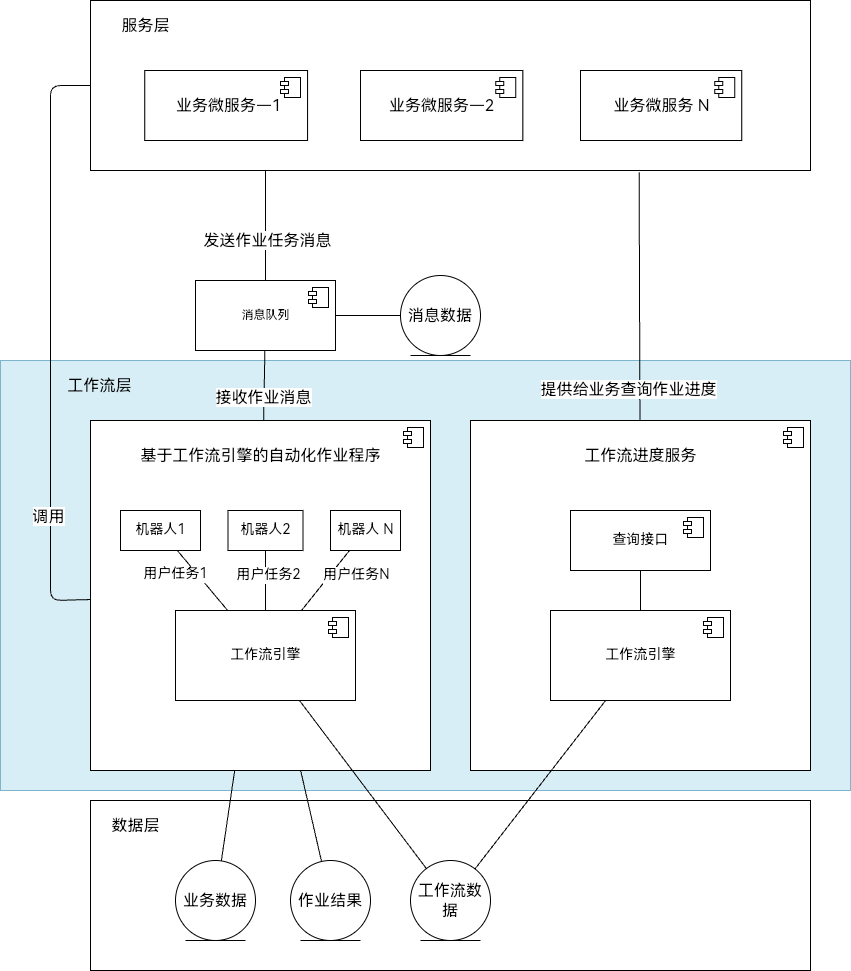 服务层
业务微服务一1
业务微服务一2
业务微服务 N
发送作业任务消息
消息队列
消息数据
工作流层
接收作业消息
提供给业务查询作业进度
基于工作流引擎的自动化作业程序
工作流进度服务
调用
机器人1
机器人2
机器人 N
查询接口
用户任务1
用户任务2
用户任务N
工作流引擎
工作流引擎
数据层
业务数据
作业结果
工作流数
据